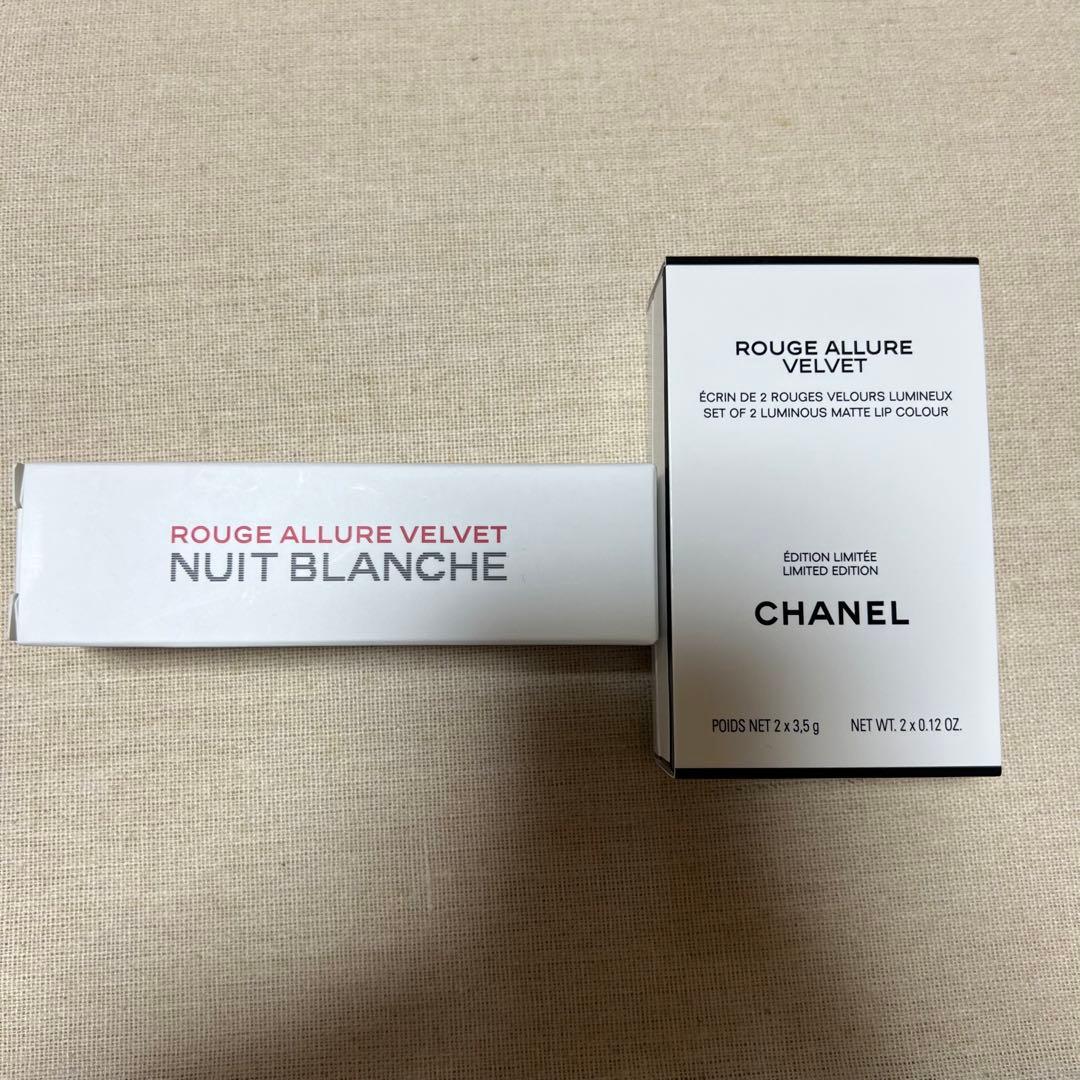 ROUGE ALLURE VELVET
NUIT BLANCHE
ROUGE ALLURE
VELVET
ÉCRIN DE 2 ROUGES VELOURS LUMINEUX
SET OF 2 LUMINOUS MATTE LIP COLOUR
ÉDITION LIMITÉE
LIMITED EDITION
CHANEL
POIDS NET 2 x 3,5 g NET WT. 2 x 0.12 OZ.